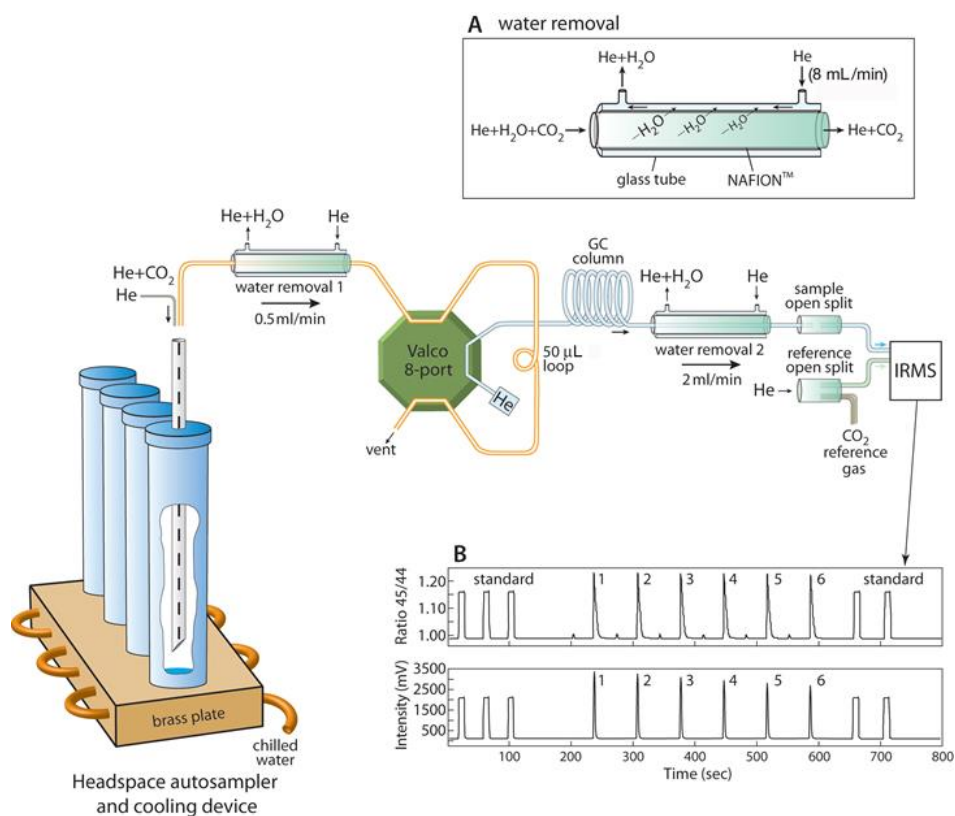 A water removal
He+H2O
He
(8 mL/min)
He+H2O+CO2
–H2O
–H2O
–H2O
He+CO2
glass tube
NAFION™
He+H2O
He
He+CO2
He
water removal 1
0.5ml/min
Valco
8-port
He
vent
50 µL
loop
GC
column
He+H2O
He
water removal 2
2 ml/min
sample
open split
reference
open split
He
IRMS
CO2
reference
gas
brass plate
chilled
water
Headspace autosampler
and cooling device
B
Ratio 45/44
1.20
1.10
1.00
standard
1
2
3
4
5
6
standard
Intensity (mV)
3500
2500
1500
500
1
2
3
4
5
6
100
200
300
400
500
600
700
800
Time (sec)